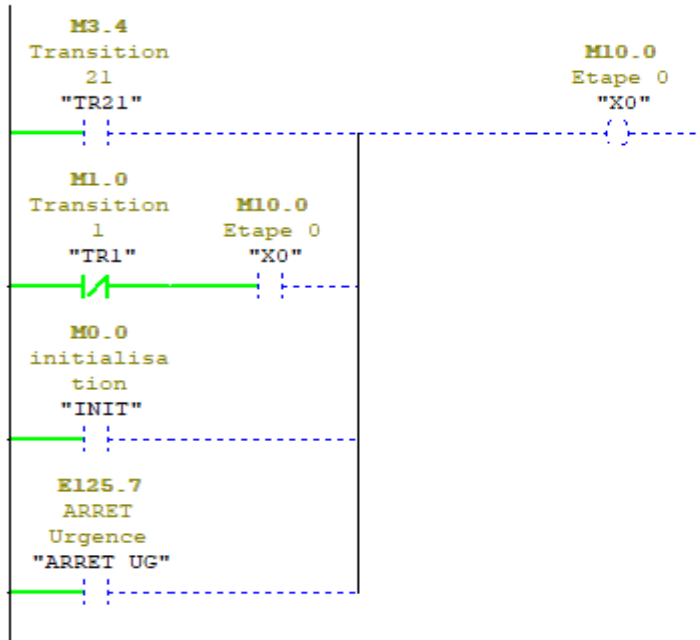 M3.4
Transition
21
"TR21"
M10.0
Etape 0
"X0"
M1.0
Transition
1
"TR1"
M10.0
Etape 0
"X0"
M0.0
initialisa
tion
"INIT"
E125.7
ARRET
Urgence
"ARRET UG"